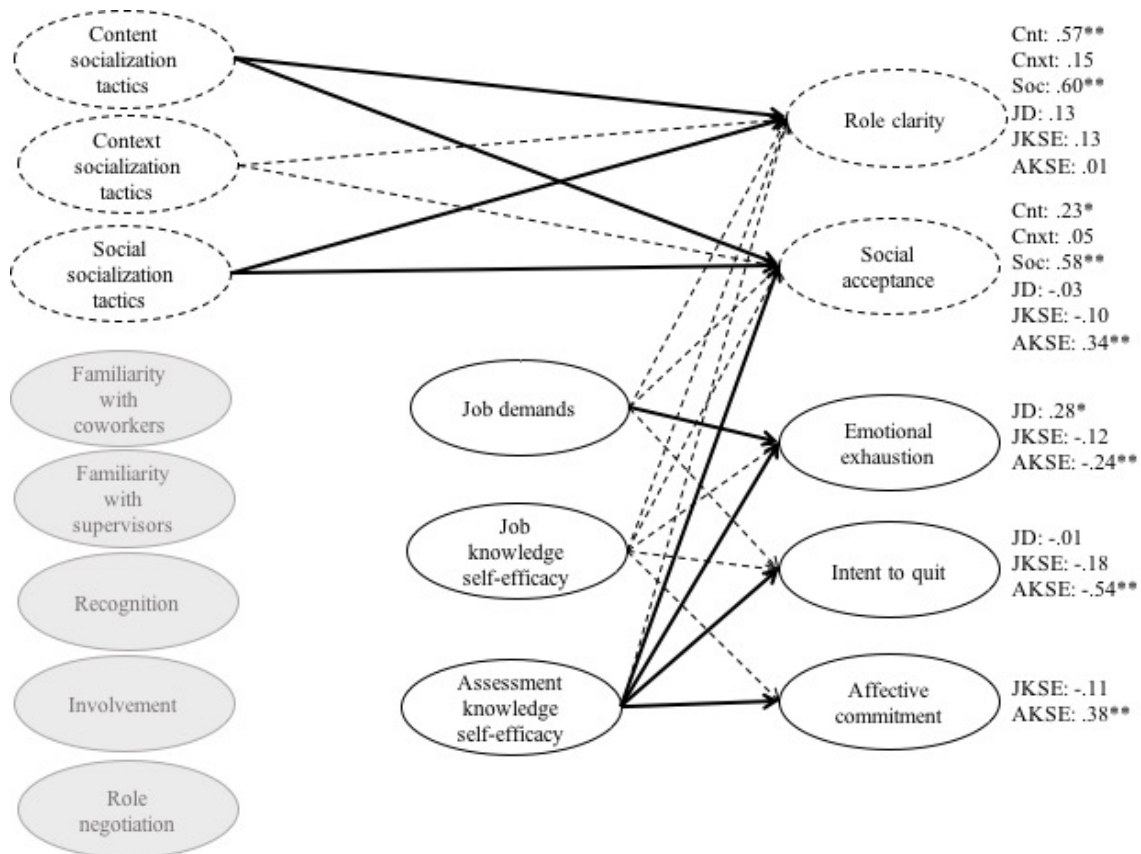 Content
socialization
tactics
Context
socialization
tactics
Social
socialization
tactics
Familiarity
with
coworkers
Familiarity
with
supervisors
Recognition
Involvement
Role
negotiation
Job demands
Job
knowledge
self-efficacy
Assessment
knowledge
self-efficacy
Role clarity
Social
acceptance
Emotional
exhaustion
Intent to quit
Affective
commitment
Cnt: .57**
Cnxt: .15
Soc: .60**
JD: .13
JKSE: .13
AKSE: .01
Cnt: .23*
Cnxt: .05
Soc: .58**
JD: -.03
JKSE: -.10
AKSE: .34**
JD: .28*
JKSE: -.12
AKSE: -.24**
JD: -.01
JKSE: -.18
AKSE: -.54**
JKSE: -.11
AKSE: .38**